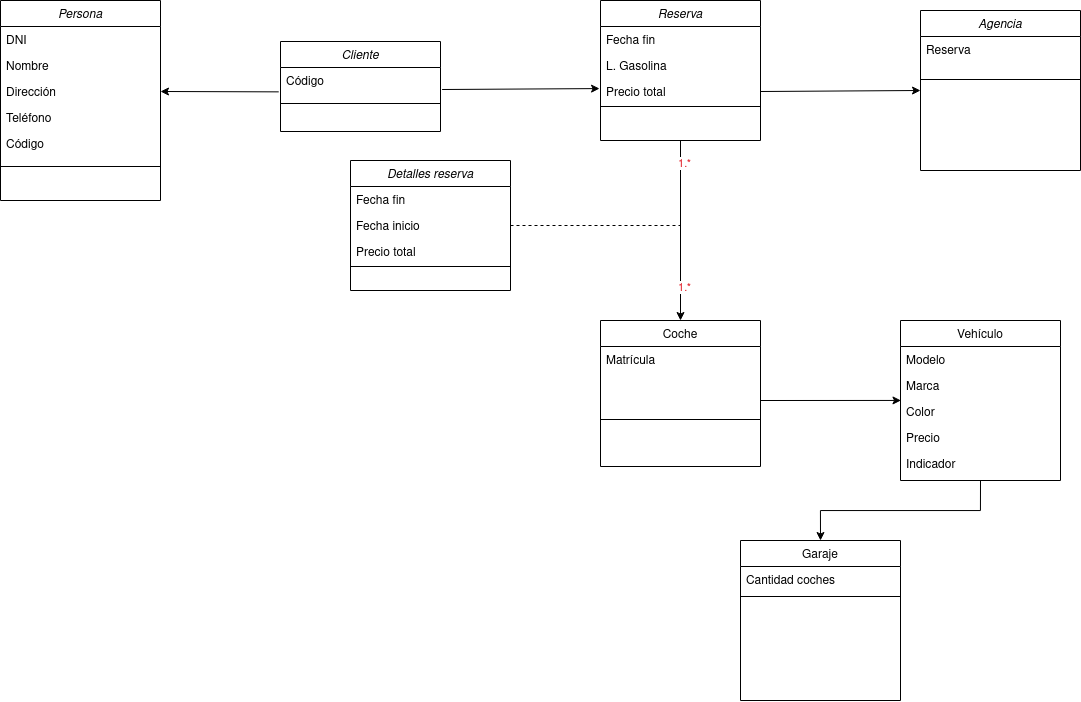 Persona
DNI
Nombre
Dirección
Teléfono
Código
Cliente
Código
Reserva
Fecha fin
L. Gasolina
Precio total
Agencia
Reserva
1.*
Detalles reserva
Fecha fin
Fecha inicio
Precio total
1.*
Coche
Matrícula
Vehículo
Modelo
Marca
Color
Precio
Indicador
Garaje
Cantidad coches